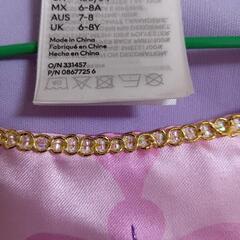 MX 6-8A
AUS 7-8
UK 6-8Y
Made in China
Fabriqué en Chine
Hecho en China
O/N 331457
P/N 0867725 6